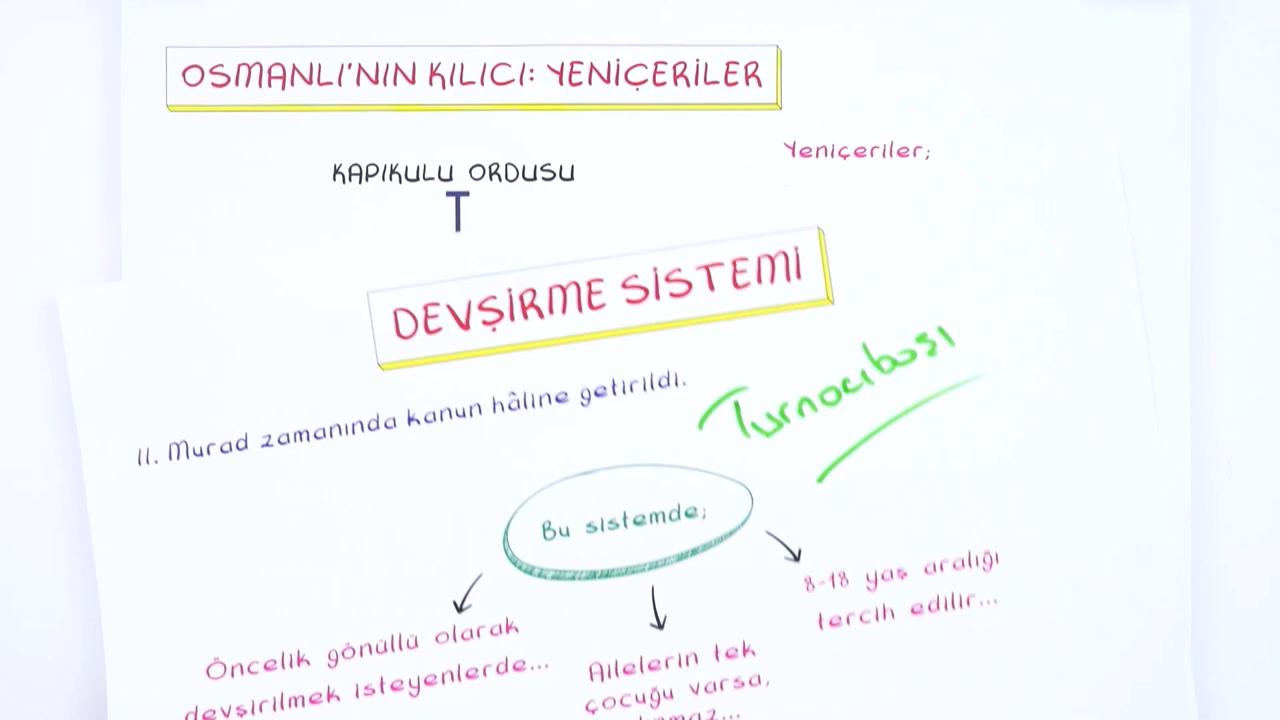 OSMANLI'NIN KILICI: YENİÇERİLER
KAPIKULU ORDUSU
Yeniçeriler;
DEVŞİRME SİSTEMİ
II. Murad zamanında kanun hâline getirildi.
Turnacıbaşı
Bu sistemde;
8-18 yaş aralığı
tercih edilir...
Öncelik gönüllü olarak
devşirilmek isteyenlerde...
Ailelerin tek
çocuğu varsa,